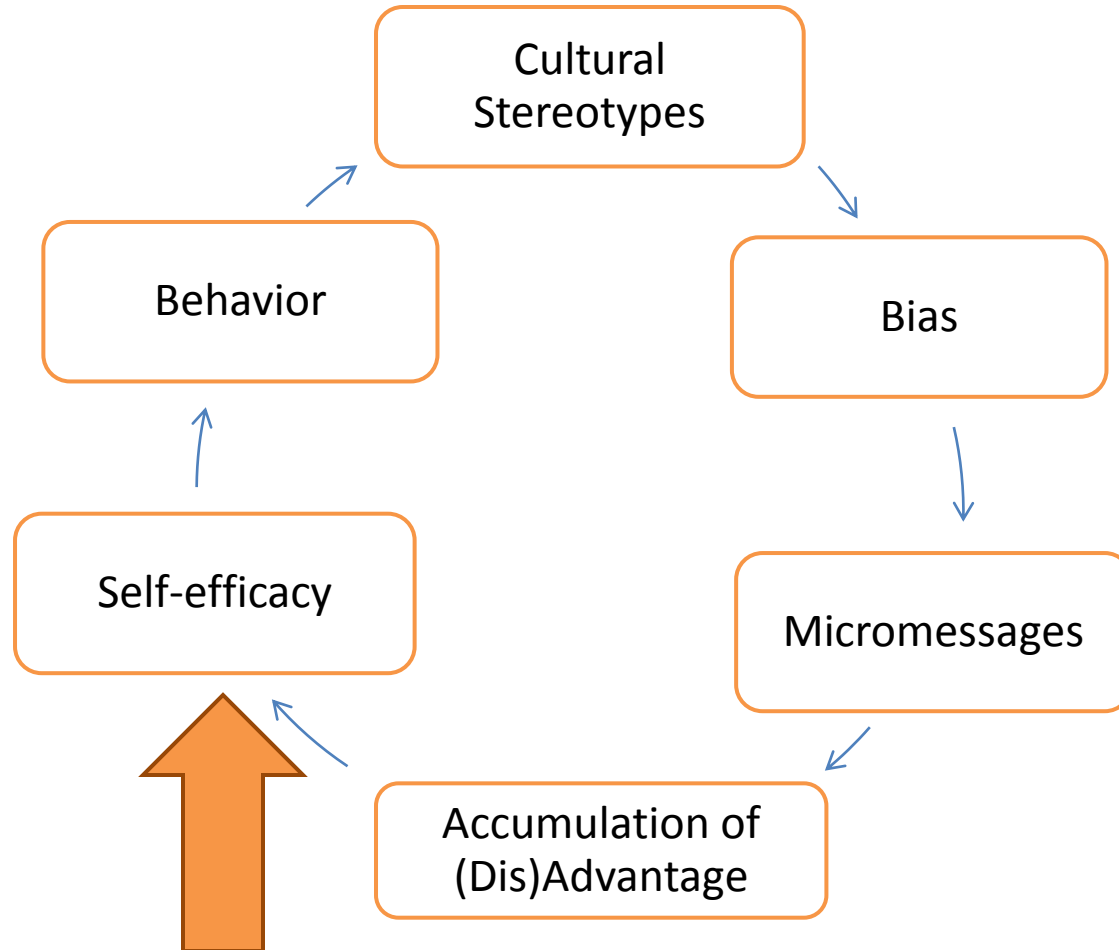 Cultural
Stereotypes
Behavior
Bias
Self-efficacy
Micromessages
Accumulation of
(Dis)Advantage